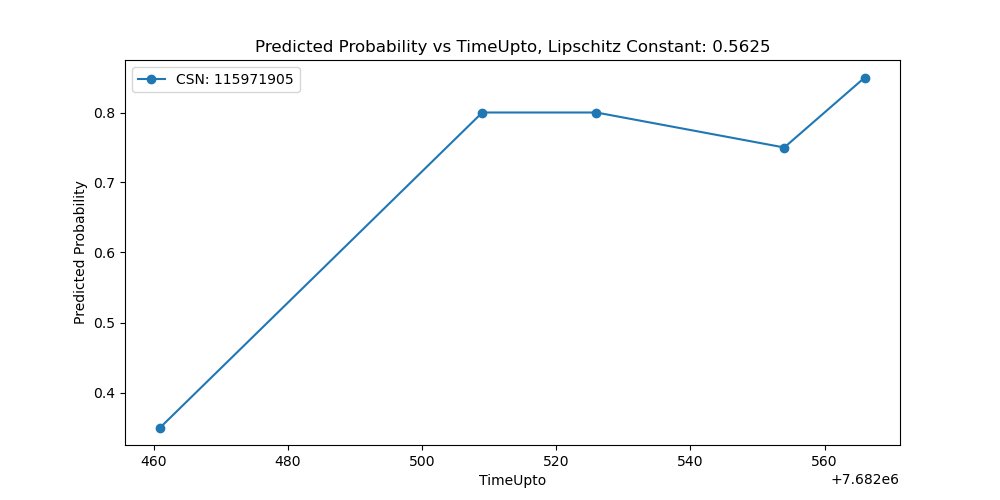 Predicted Probability vs TimeUpto, Lipschitz Constant: 0.5625
CSN: 115971905
Predicted Probability
0.8
0.7
0.6
0.5
0.4
460 480 500 520 540 560
TimeUpto
+7.682e6